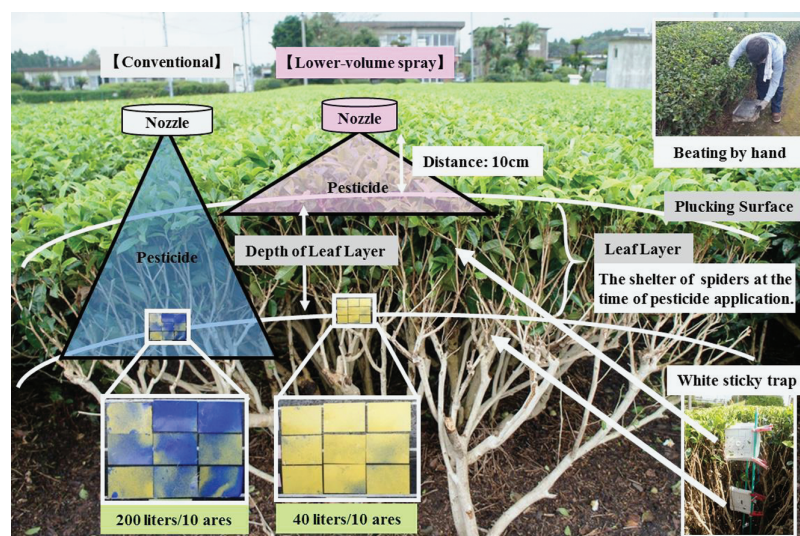 【Conventional】
【Lower-volume spray】
Nozzle
Nozzle
Distance: 10cm
Beating by hand
Pesticide
Plucking Surface
Pesticide
Depth of Leaf Layer
Leaf Layer
The shelter of spiders at the
time of pesticide application.
White sticky trap
200 liters/10 ares
40 liters/10 ares